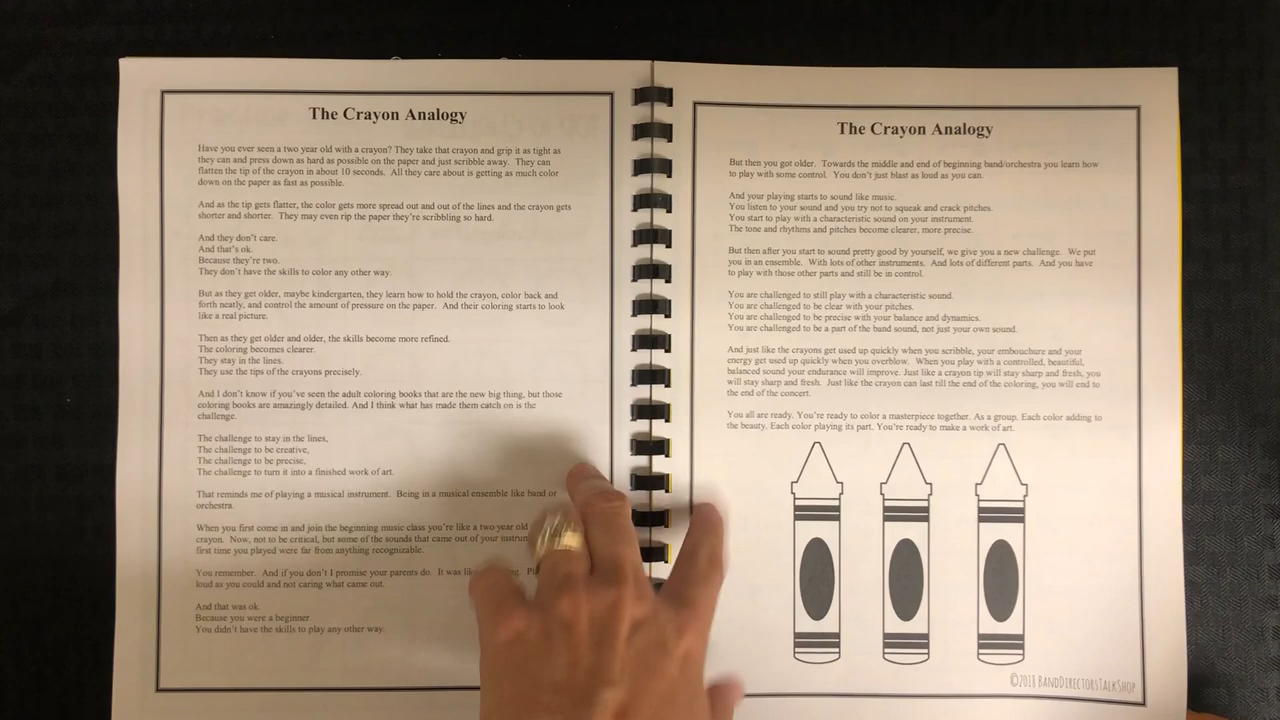 The Crayon Analogy
Have you ever seen a two year old with a crayon? They take that crayon and grip it as tight as
they can and press down as hard as possible on the paper and just scribble away. They can
flatten the tip of the crayon in about 10 seconds. All they care about is getting as much color
down on the paper as fast as possible.
And as the tip gets flatter, the color gets more spread out and out of the lines and the crayon gets
shorter and shorter. They may even rip the paper they're scribbling so hard.
And they don't care.
And that's ok.
Because they're two.
They don't have the skills to color any other way.
But as they get older, maybe kindergarten, they learn how to hold the crayon, color back and
forth neatly, and control the amount of pressure on the paper. And their coloring starts to look
like a real picture.
Then as they get older and older, the skills become more refined.
The coloring becomes clearer.
They stay in the lines.
They use the tips of the crayons precisely.
And I don't know if you've seen the adult coloring books that are the new big thing, but those
coloring books are amazingly detailed. And I think what has made them catch on is the
challenge.
The challenge to stay in the lines,
The challenge to be creative,
The challenge to be precise,
The challenge to turn it into a finished work of art.
That reminds me of playing a musical instrument. Being in a musical ensemble like band or
orchestra.
When you first come in and join the beginning music class you're like a two year old
crayon. Now, not to be critical, but some of the sounds that came out of your
first time you played were far from anything recognizable.
You remember. And if you don't I promise your parents do. It was
loud as you could and not caring what came out.
And that was ok.
Because you were a beginner
You didn't have the skills to play any other way.
The Crayon Analogy
But then you got older. Towards the middle and end of beginning band/orchestra you learn how
to play with some control. You don't just blast as loud as you can.
And your playing starts to sound like music.
You listen to your sound and you try not to squeak and crack pitches.
You start to play with a characteristic sound on your instrument.
The tone and rhythms and pitches become clearer, more precise.
But then after you start to sound pretty good by yourself, we give you a new challenge. We put
you in an ensemble. With lots of other instruments. And lots of different parts. And you have
to play with those other parts and still be in control.
You are challenged to still play with a characteristic sound.
You are challenged to be clear with your pitches.
You are challenged to be precise with your balance and dynamics.
You are challenged to be a part of the band sound, not just your own sound.
And just like the crayons get used up quickly when you scribble, your embouchure and your
energy get used up quickly when you overblow. When you play with a controlled, beautiful,
balanced sound your endurance will improve. Just like a crayon tip will stay sharp and fresh, you
will stay sharp and fresh. Just like the crayon can last till the end of the coloring, you will end to
the end of the concert.
You all are ready. You're ready to color a masterpiece together. As a group. Each color adding to
the beauty. Each color playing its part. You're ready to make a work of art.
©2018 BandDirectorsTalkShop